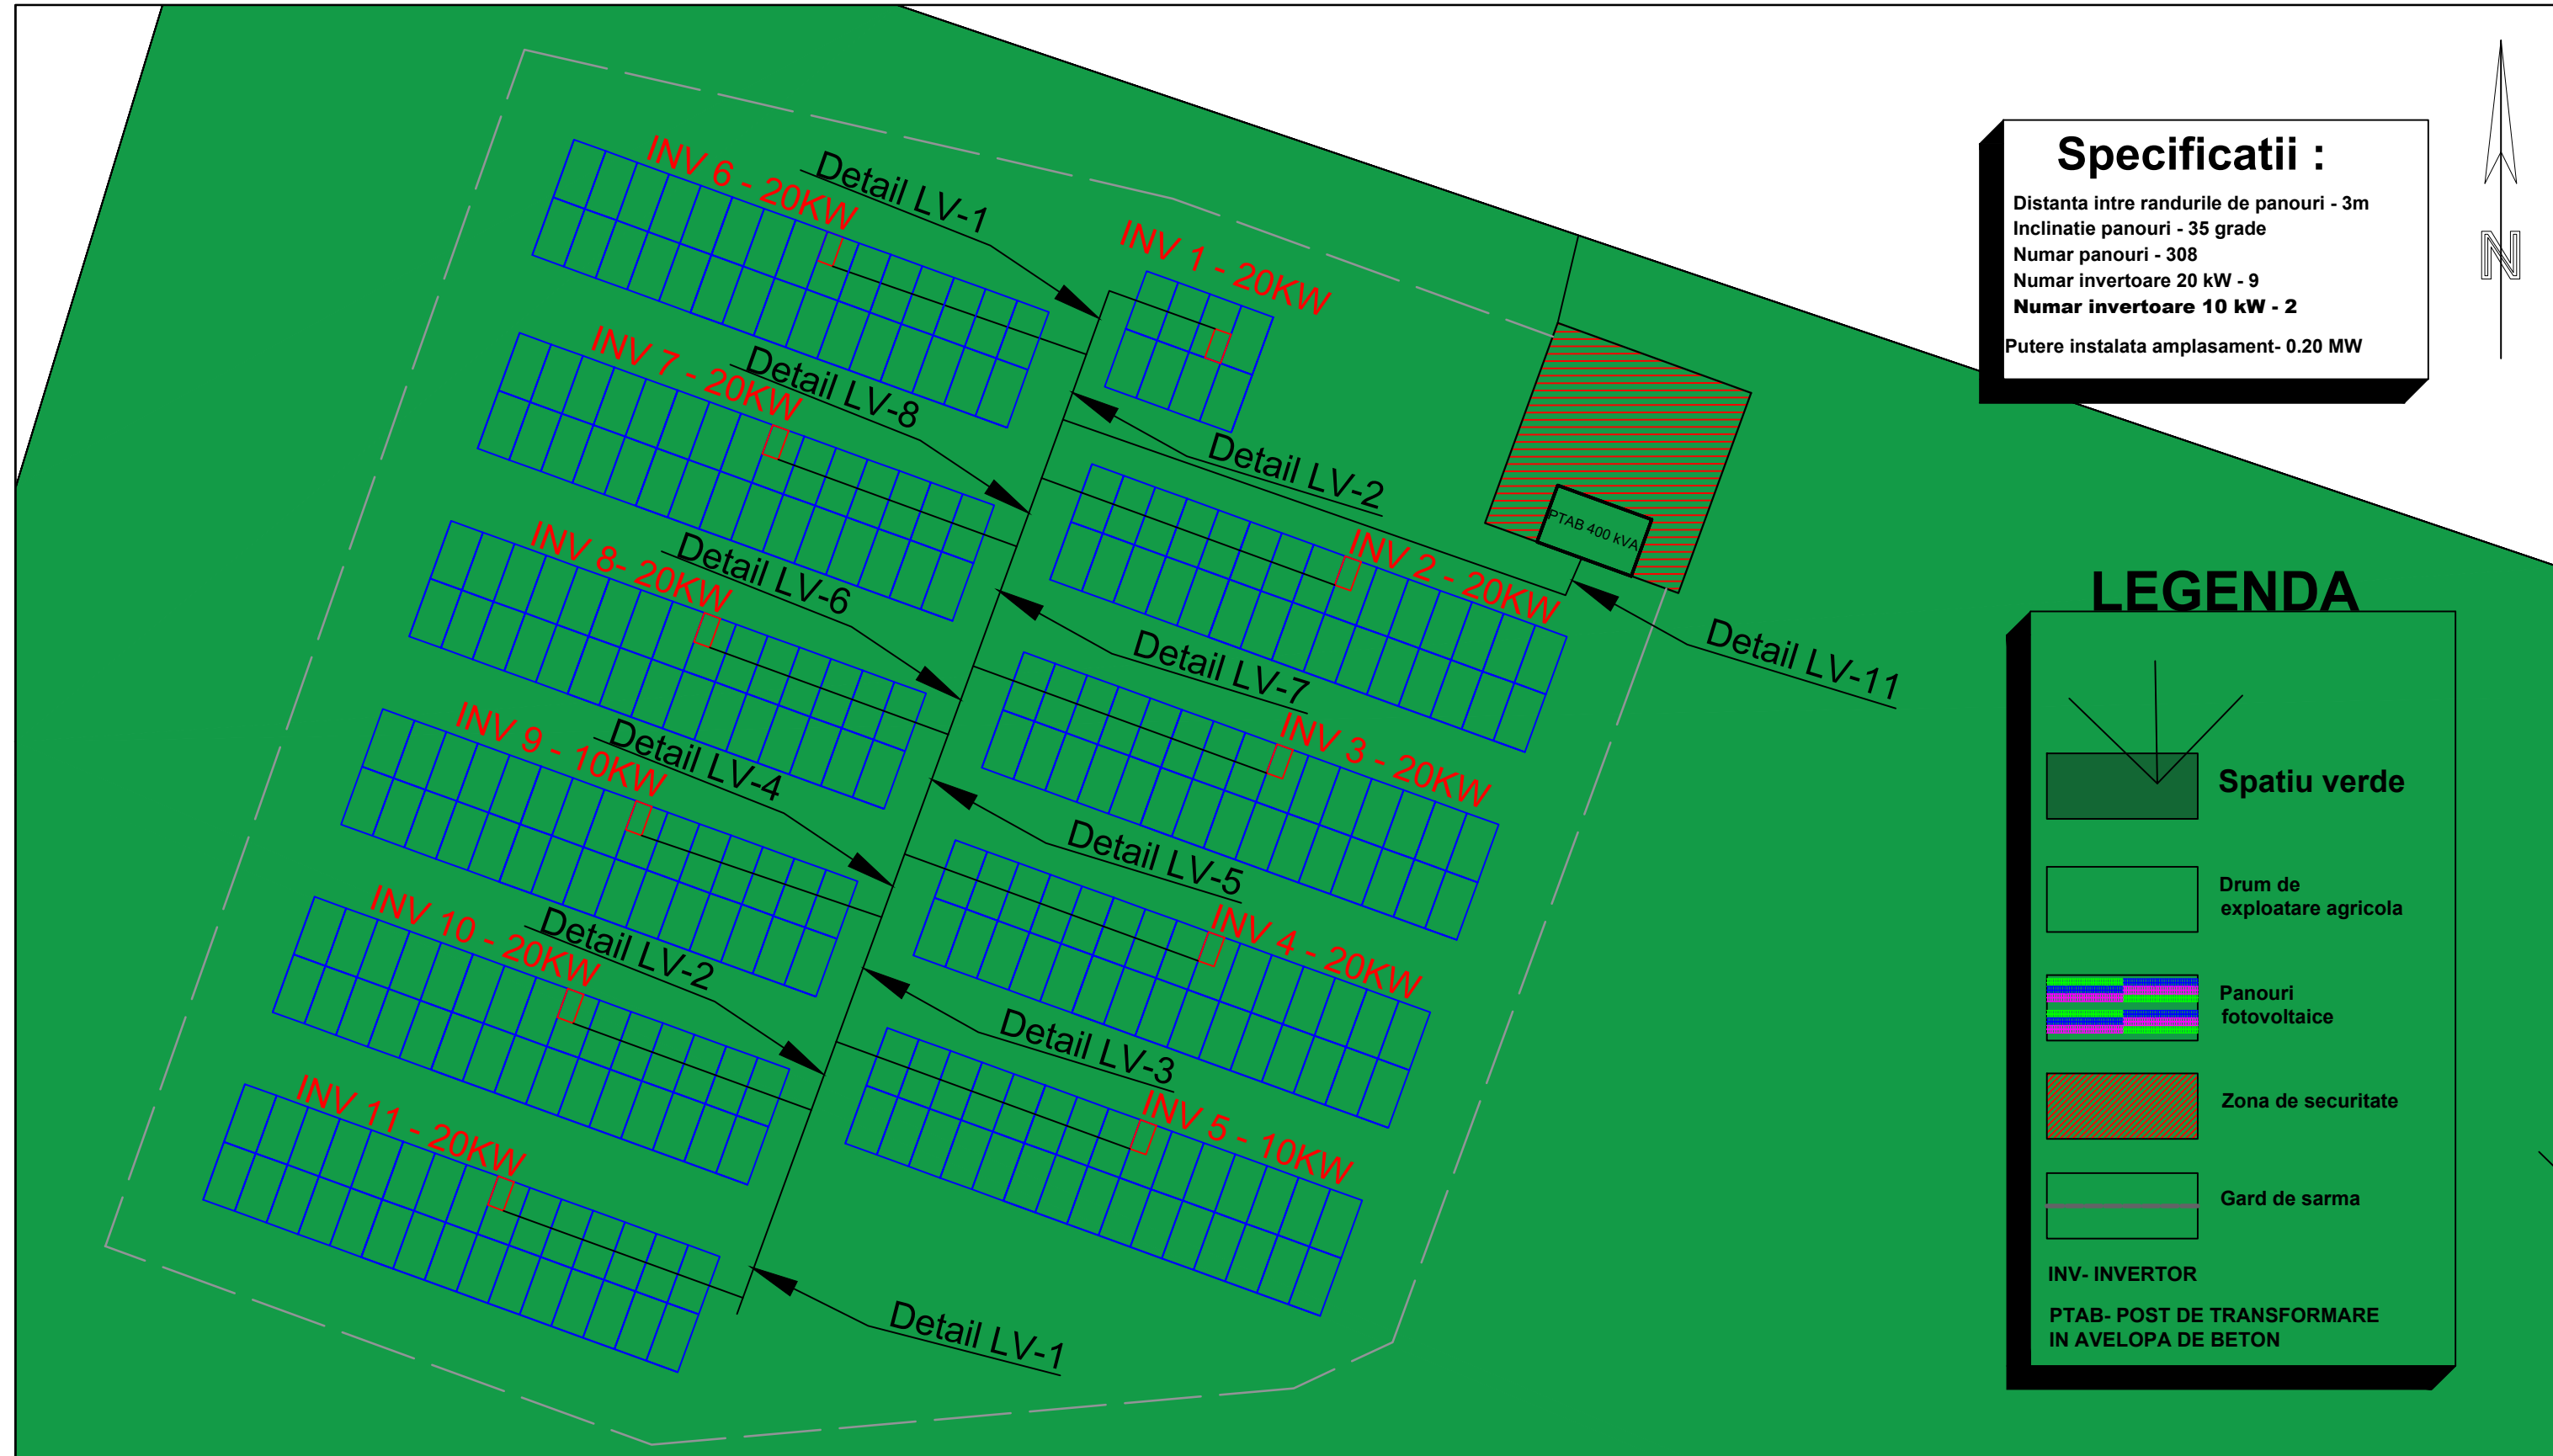 Specificatii :
Distanta intre randurile de panouri - 3m
Inclinatie panouri - 35 grade
Numar panouri - 308
Numar invertoare 20 kW - 9
Numar invertoare 10 kW - 2
Putere instalata amplasament- 0.20 MW
N
INV 6 - 20KW
Detail LV-1
INV 1 - 20KW
INV 7 - 20KW
Detail LV-8
Detail LV-2
PTAB 400 kVA
INV 8- 20KW
Detail LV-6
INV 2 - 20KW
Detail LV-7
Detail LV-11
INV 9 - 10KW
Detail LV-4
INV 3 - 20KW
Detail LV-5
INV 10 - 20KW
Detail LV-2
INV 4 - 20KW
Detail LV-3
INV 11 - 20KW
INV 5 - 10KW
Detail LV-1
LEGENDA
Spatiu verde
Drum de
exploatare agricola
Panouri
fotovoltaice
Zona de securitate
Gard de sarma
INV- INVERTOR
PTAB- POST DE TRANSFORMARE
IN AVELOPA DE BETON